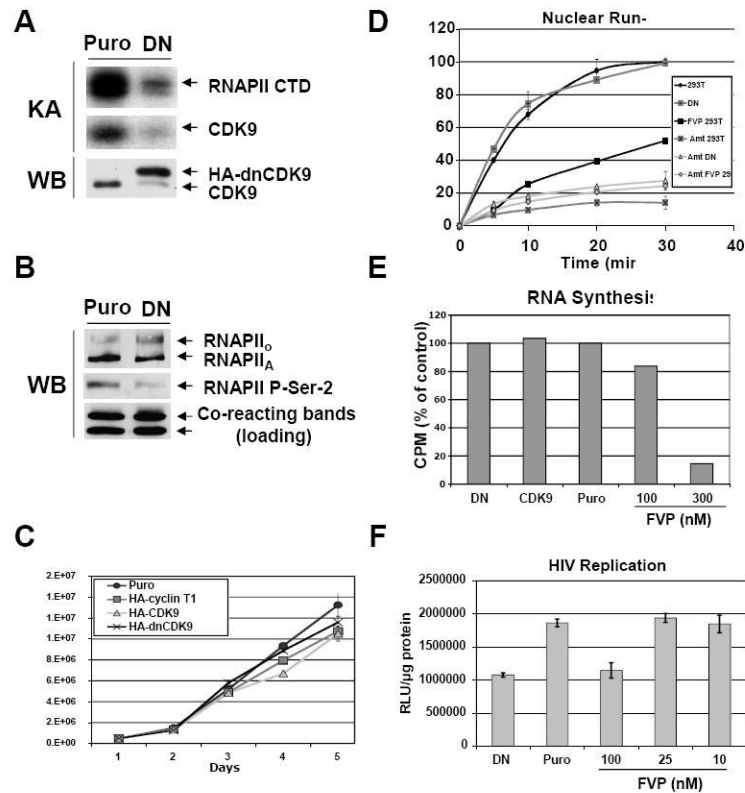 A
Puro DN
KA
RNAPII CTD
CDK9
WB
HA-dnCDK9
CDK9
B
Puro DN
WB
RNAPIIo
RNAPIIA
RNAPII P-Ser-2
Co-reacting bands
(loading)
C
2.E+07
2.E+07
1.E+07
1.E+07
1.E+07
8.E+06
6.E+06
4.E+06
2.E+06
0.E+00
Puro
HA-cyclin T1
HA-CDK9
HA-dnCDK9
1 2 3 4 5
Days
D
Nuclear Run-
120
100
80
60
40
20
0
293T
DN
FVP 293T
Amt 293T
Amt DN
Amt FVP 29
0 10 20 30 40
Time (mir
E
RNA Synthesis
CPM (% of control)
120
100
80
60
40
20
0
DN CDK9 Puro 100 300
FVP (nM)
F
HIV Replication
RLU/µg protein
2500000
2000000
1500000
1000000
500000
0
DN Puro 100 25 10
FVP (nM)